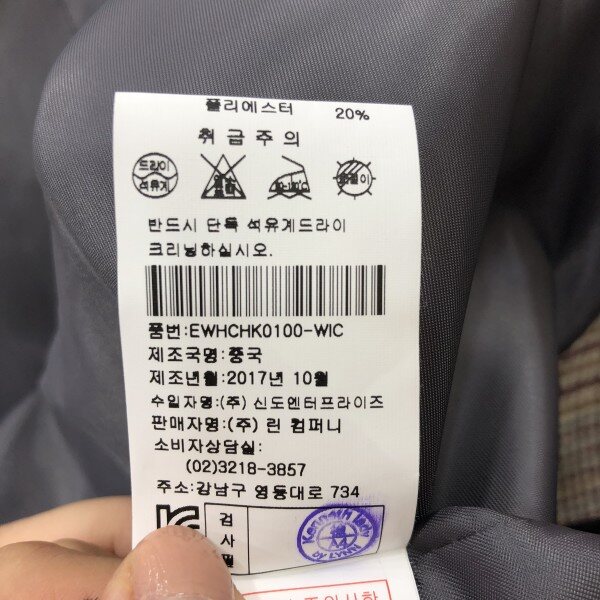 폴리에스터 20%
취급주의
드라이
석유계
반드시 단독 석유계드라이
크리닝하십시오.
품번:EWHCHK0100-WIC
제조국명:중국
제조년월:2017년 10월
수입자명:(주) 신도엔터프라이즈
판매자명:(주) 린 컴퍼니
소비자상담실:
(02)3218-3857
주소:강남구 영동대로 734
검
사
필
Kenneth lady
BY LYNN